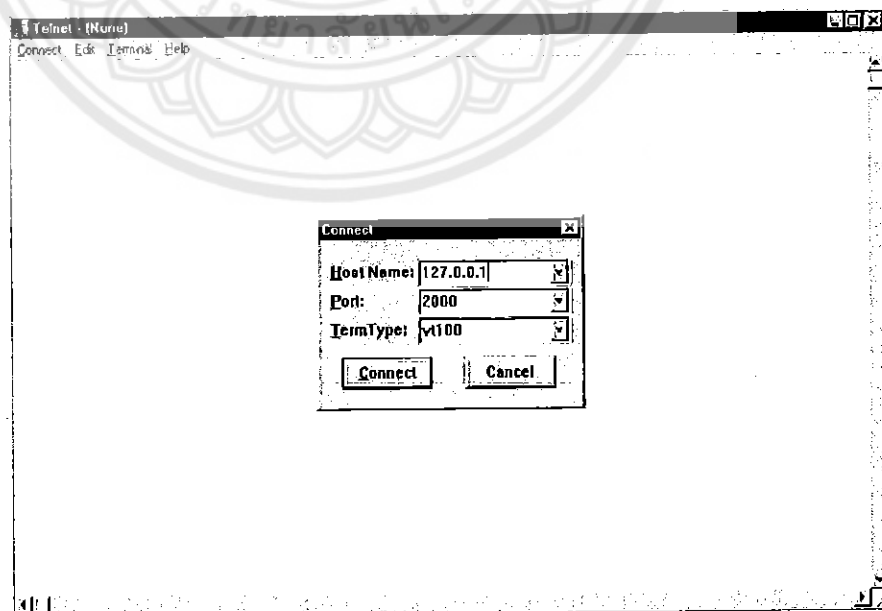 Telnet - (None)
Connect Edit Terminal Help
Connect
Host Name: 127.0.0.1
Port: 2000
TermType: vt100
Connect Cancel